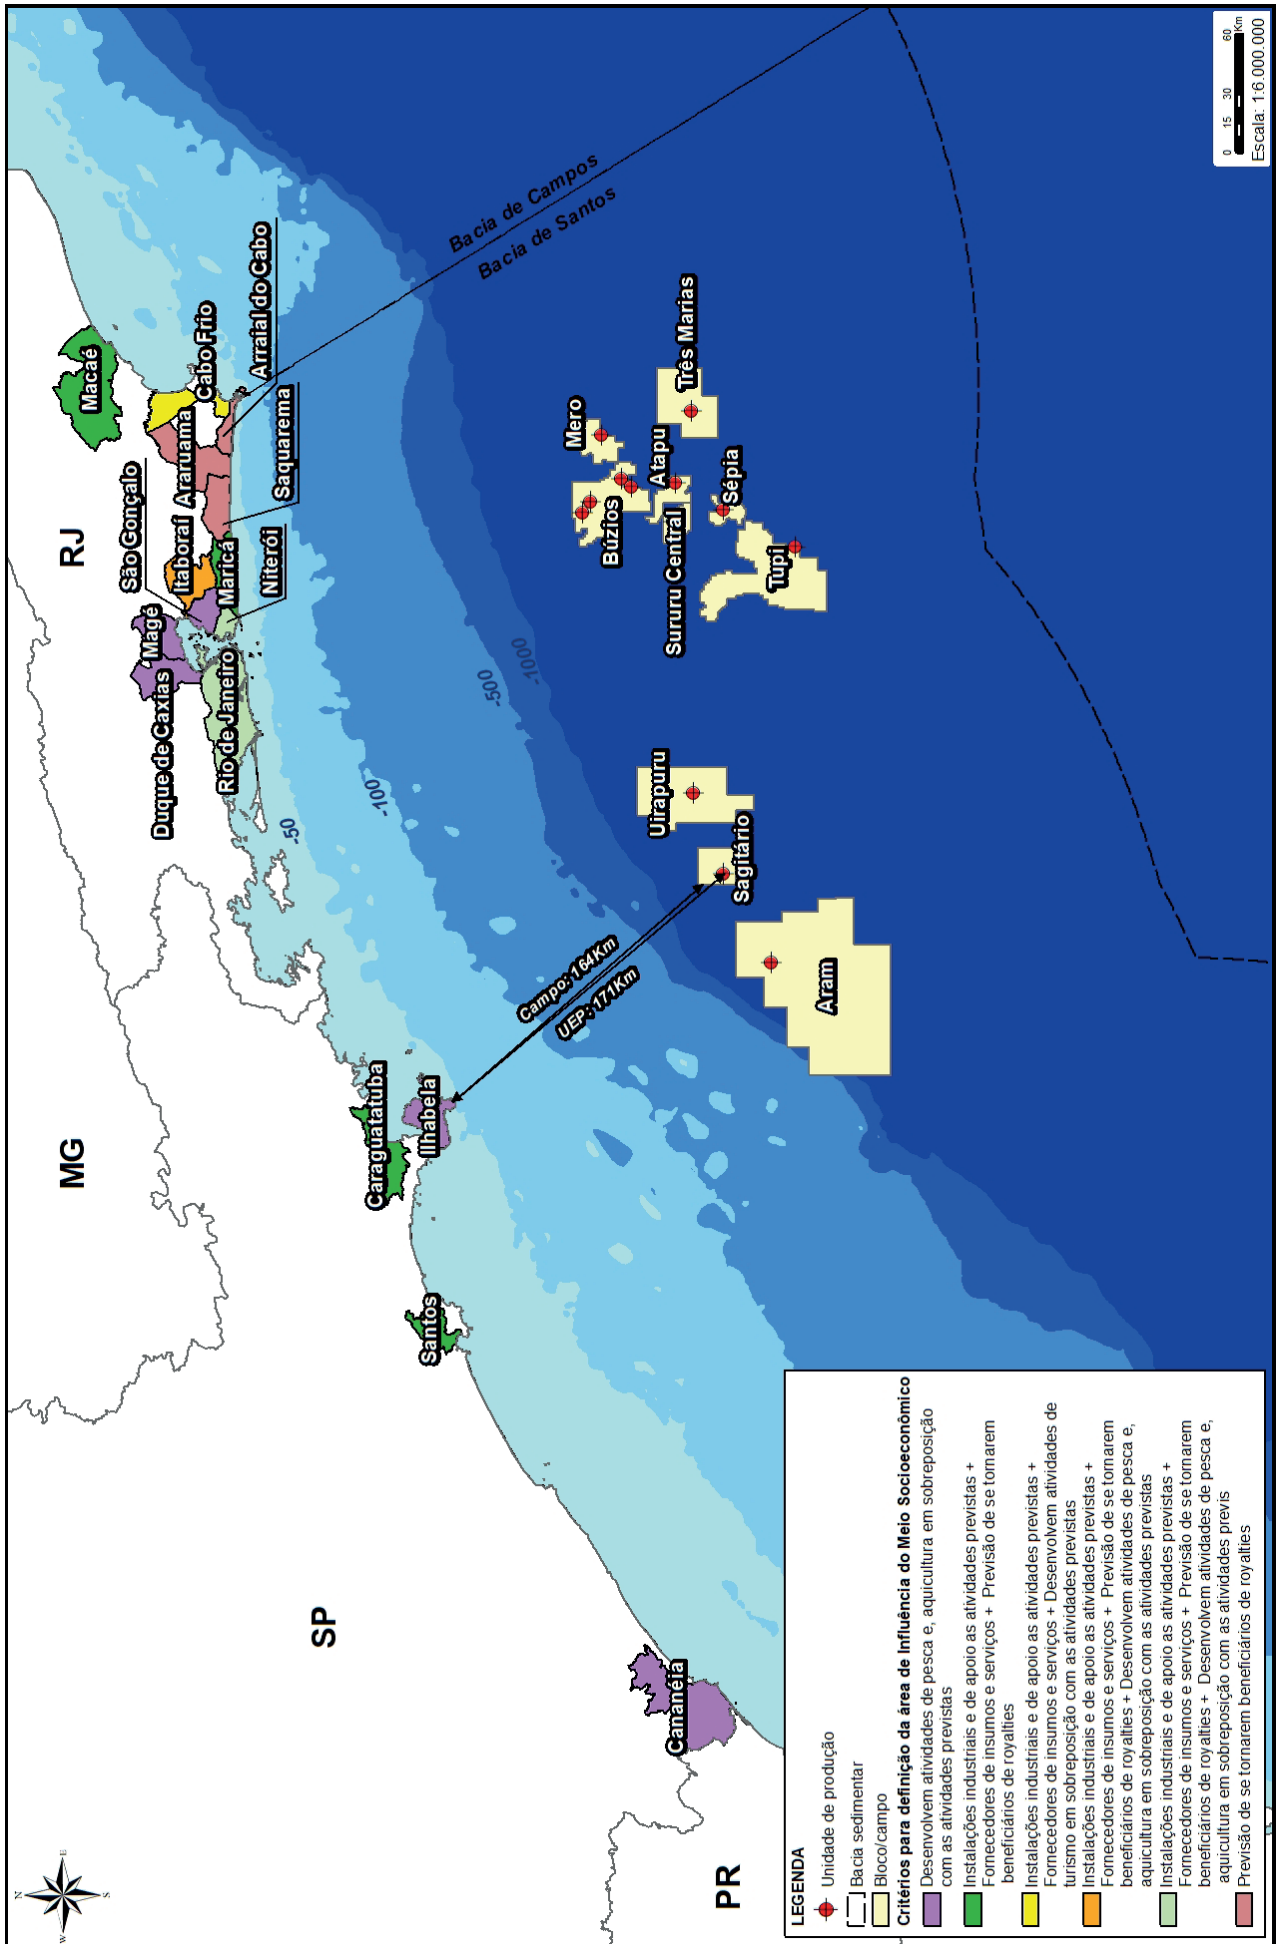 RJ
MG
SP
PR
Macaé
Cabo Frio
Arraial do Cabo
Araruama
Saquarema
São Gonçalo
Itaboraí
Maricá
Niterói
Magé
Duque de Caxias
Rio de Janeiro
Caraguatatuba
Ilhabela
Santos
Cananéia
Bacia de Campos
Bacia de Santos
-50
-100
-500
-1000
Mero
Búzios
Atapu
Três Marias
Sururu Central
Sépia
Tupi
Uirapuru
Sagitário
Aram
Campo: 164Km
UEP: 171Km
N
W
E
S
0 15 30 60
Km
Escala: 1:6.000.000
LEGENDA
Unidade de produção
Bacia sedimentar
Bloco/campo
Critérios para definição da área de Influência do Meio Socioeconômico
Desenvolvem atividades de pesca e, aquicultura em sobreposição
com as atividades previstas
Instalações industriais e de apoio as atividades previstas +
Fornecedores de insumos e serviços + Previsão de se tornarem
beneficiários de royalties
Instalações industriais e de apoio as atividades previstas +
Fornecedores de insumos e serviços + Desenvolvem atividades de
turismo em sobreposição com as atividades previstas
Instalações industriais e de apoio as atividades previstas +
Fornecedores de insumos e serviços + Previsão de se tornarem
beneficiários de royalties + Desenvolvem atividades de pesca e,
aquicultura em sobreposição com as atividades previstas
Instalações industriais e de apoio as atividades previstas +
Fornecedores de insumos e serviços + Previsão de se tornarem
beneficiários de royalties + Desenvolvem atividades de pesca e,
aquicultura em sobreposição com as atividades previs
Previsão de se tornarem beneficiários de royalties